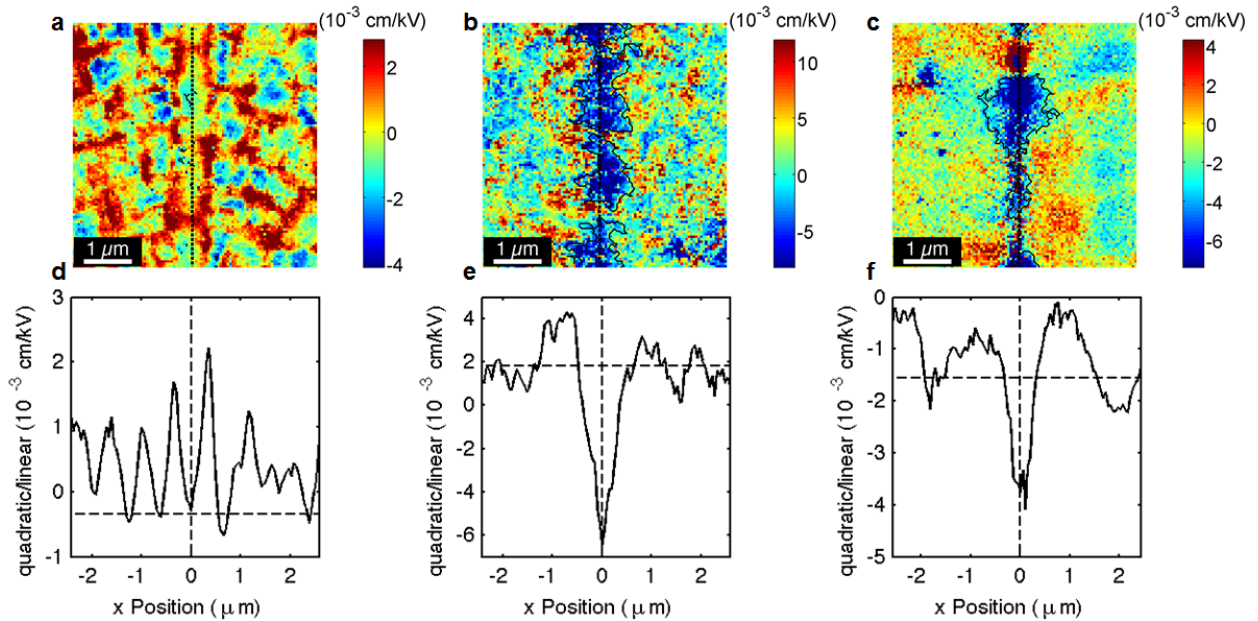 a
(10⁻³ cm/kV)
2
0
-2
-4
1 μm
b
(10⁻³ cm/kV)
10
5
0
-5
1 μm
c
(10⁻³ cm/kV)
4
2
0
-2
-4
-6
1 μm
d
quadratic/linear (10⁻³ cm/kV)
3
2
1
0
-1
-2 -1 0 1 2
x Position (μm)
e
quadratic/linear (10⁻³ cm/kV)
4
2
0
-2
-4
-6
-2 -1 0 1 2
x Position (μm)
f
quadratic/linear (10⁻³ cm/kV)
0
-1
-2
-3
-4
-5
-2 -1 0 1 2
x Position (μm)